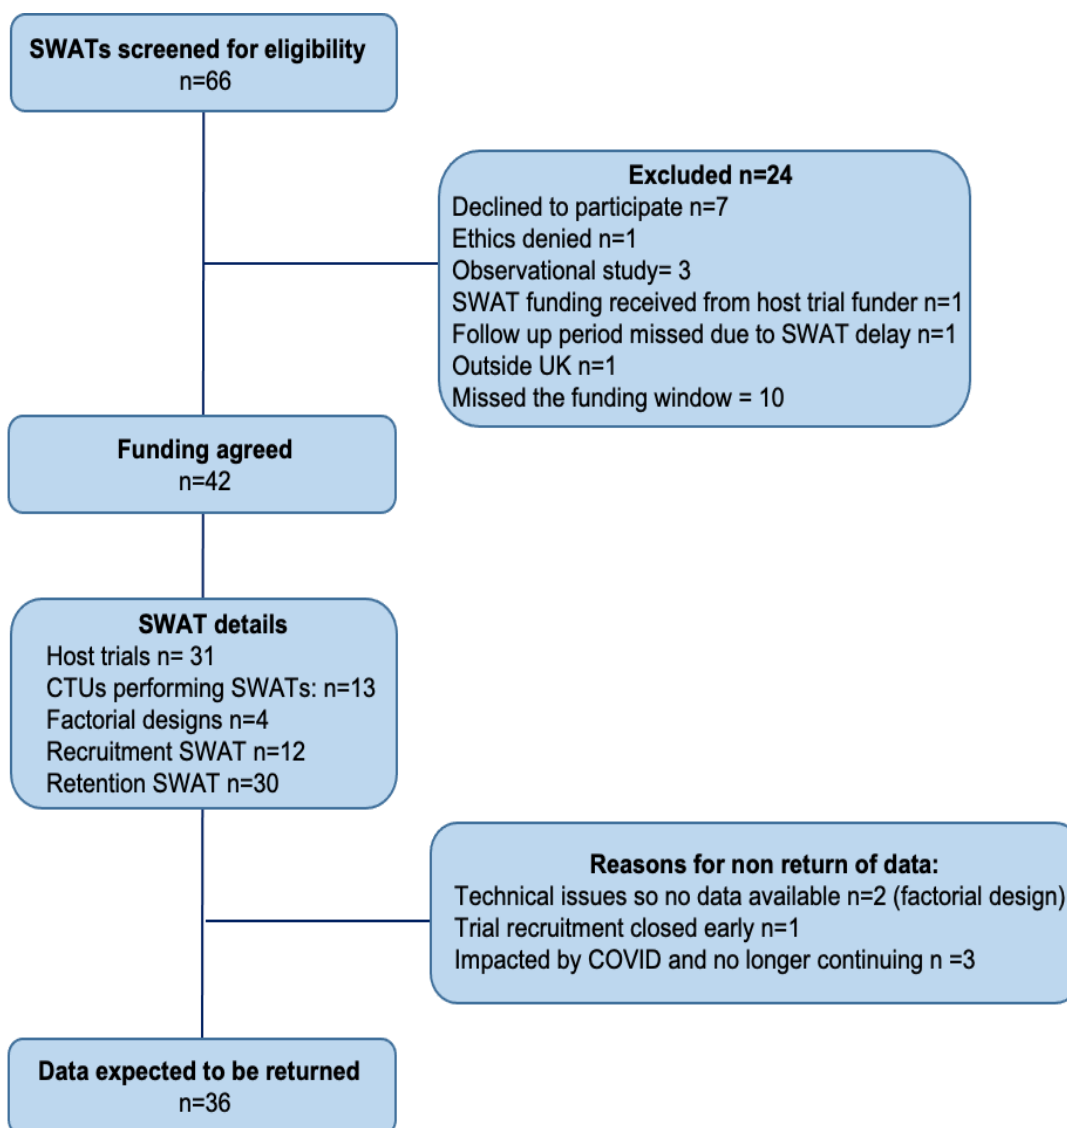 SWATs screened for eligibility
n=66
Excluded n=24
Declined to participate n=7
Ethics denied n=1
Observational study= 3
SWAT funding received from host trial funder n=1
Follow up period missed due to SWAT delay n=1
Outside UK n=1
Missed the funding window = 10
Funding agreed
n=42
SWAT details
Host trials n= 31
CTUs performing SWATs: n=13
Factorial designs n=4
Recruitment SWAT n=12
Retention SWAT n=30
Reasons for non return of data:
Technical issues so no data available n=2 (factorial design)
Trial recruitment closed early n=1
Impacted by COVID and no longer continuing n =3
Data expected to be returned
n=36